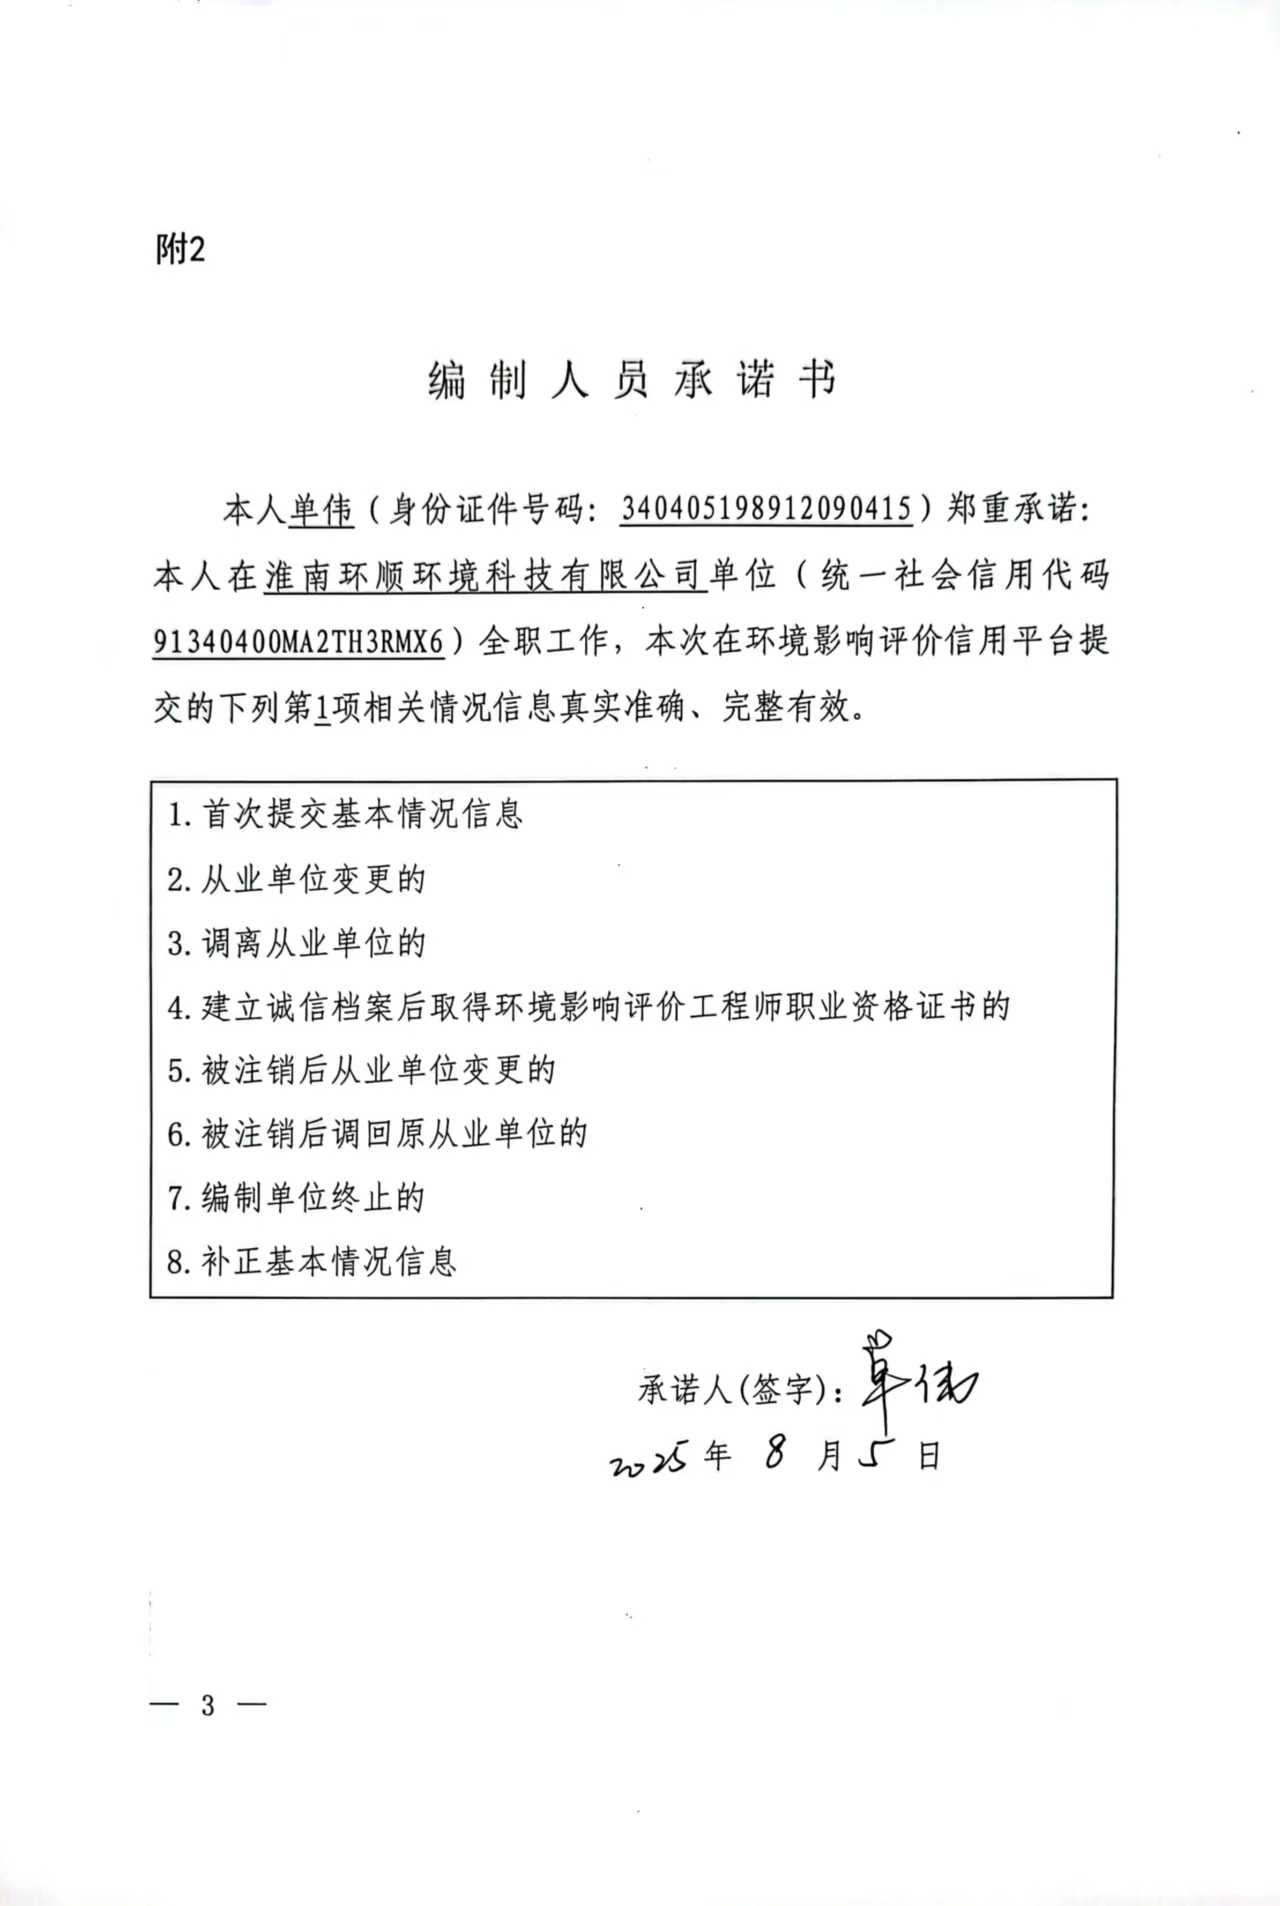 附2
编制人员承诺书
本人单伟（身份证件号码：340405198912090415）郑重承诺：
本人在淮南环顺环境科技有限公司单位（统一社会信用代码
91340400MA2TH3RMX6）全职工作，本次在环境影响评价信用平台提
交的下列第1项相关情况信息真实准确、完整有效。
1.首次提交基本情况信息
2.从业单位变更的
3.调离从业单位的
4.建立诚信档案后取得环境影响评价工程师职业资格证书的
5.被注销后从业单位变更的
6.被注销后调回原从业单位的
7.编制单位终止的
8.补正基本情况信息
承诺人(签字)：单伟
2025年 8 月 5 日
— 3 —